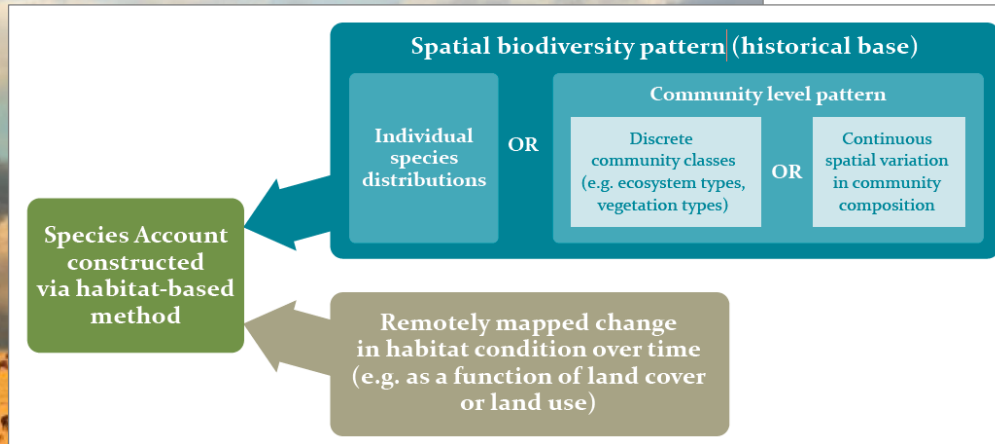 Spatial biodiversity pattern (historical base)
Individual
species
distributions
OR
Community level pattern
Discrete
community classes
(e.g. ecosystem types,
vegetation types)
OR
Continuous
spatial variation
in community
composition
Species Account
constructed
via habitat-based
method
Remotely mapped change
in habitat condition over time
(e.g. as a function of land cover
or land use)